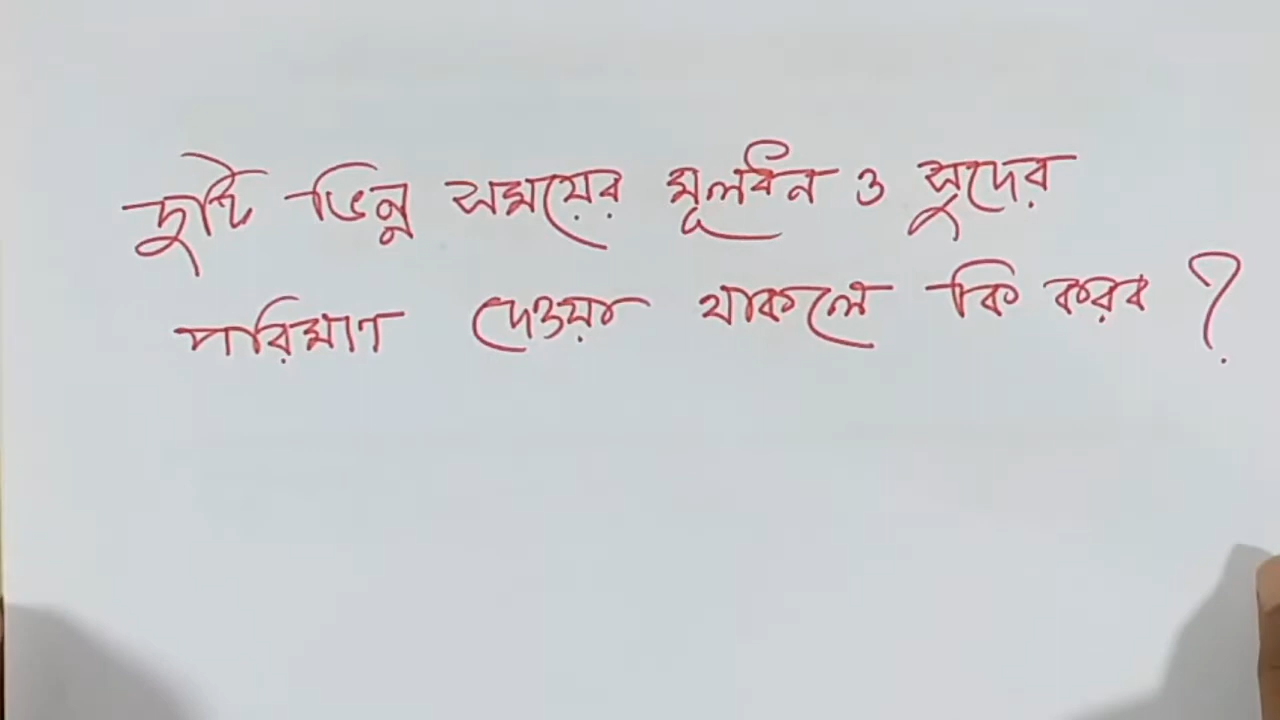 দুটি ভিন্ন সময়ের মূলধন ও সুদের
পরিমাণ দেওয়া থাকলে কি করব ?